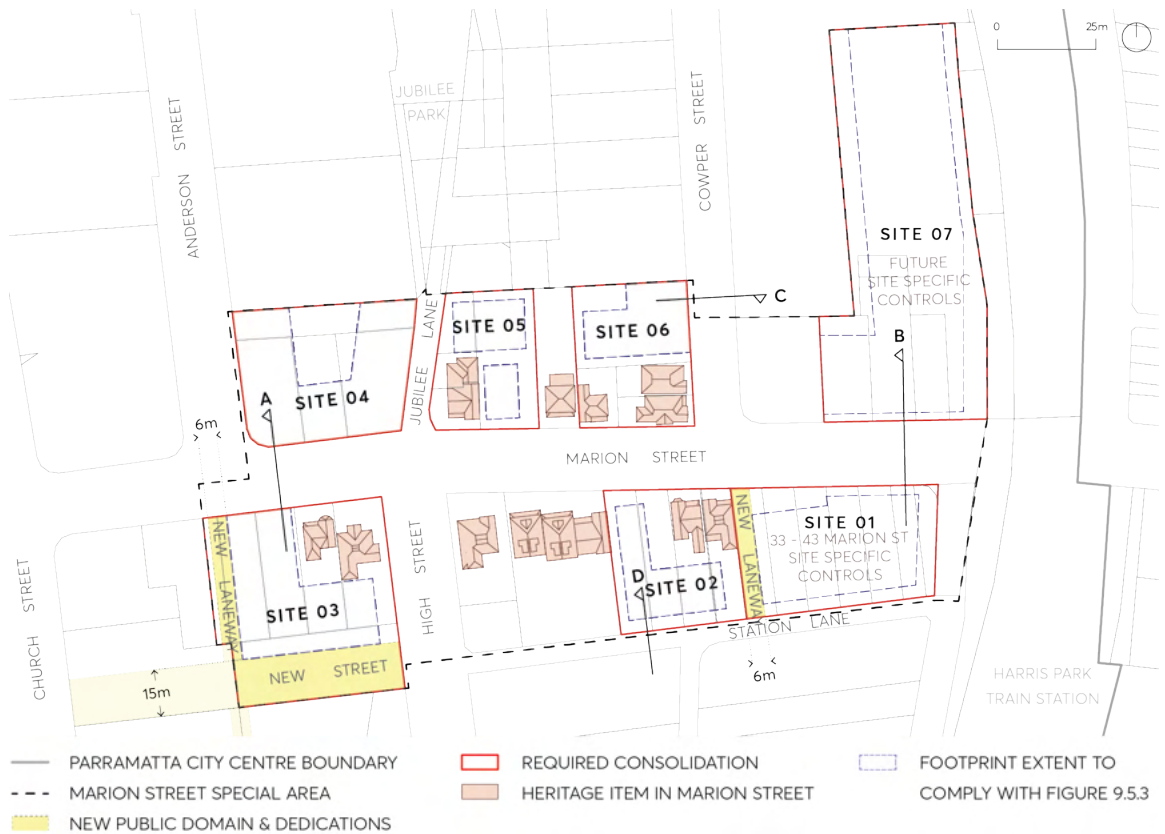 0
25m
JUBILEE
PARK
ANDERSON STREET
COWPER STREET
SITE 07
FUTURE
SITE SPECIFIC
CONTROLS
C
JUBILEE LANE
SITE 05
SITE 06
B
A
SITE 04
6m
MARION STREET
NEW LANEWAY
HIGH STREET
NEW LANEWAY
SITE 01
33 - 43 MARION ST
SITE SPECIFIC
CONTROLS
D
SITE 02
SITE 03
CHURCH STREET
STATION LANE
NEW STREET
15m
6m
HARRIS PARK
TRAIN STATION
PARRAMATTA CITY CENTRE BOUNDARY
MARION STREET SPECIAL AREA
NEW PUBLIC DOMAIN & DEDICATIONS
REQUIRED CONSOLIDATION
HERITAGE ITEM IN MARION STREET
FOOTPRINT EXTENT TO
COMPLY WITH FIGURE 9.5.3